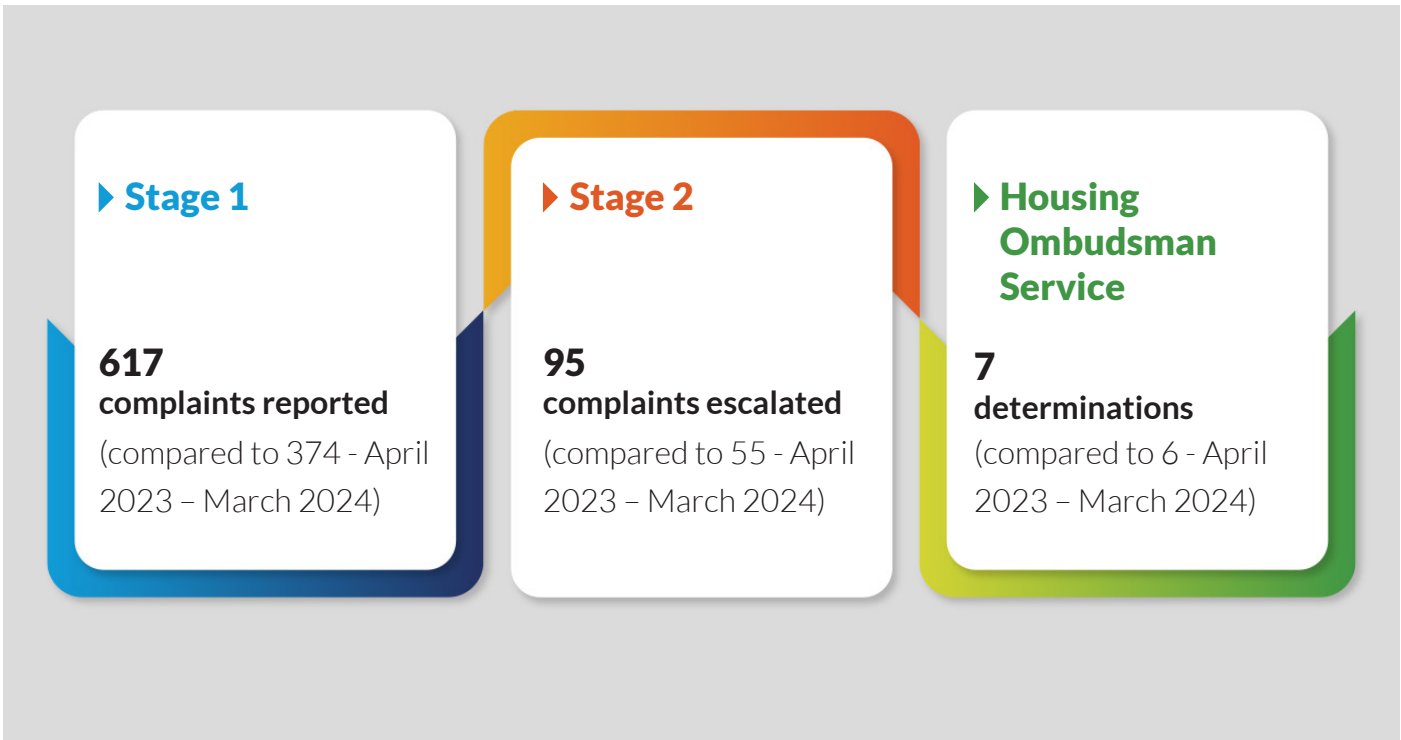 Stage 1
617
complaints reported
(compared to 374 - April
2023 – March 2024)
Stage 2
95
complaints escalated
(compared to 55 - April
2023 – March 2024)
Housing
Ombudsman
Service
7
determinations
(compared to 6 - April
2023 – March 2024)